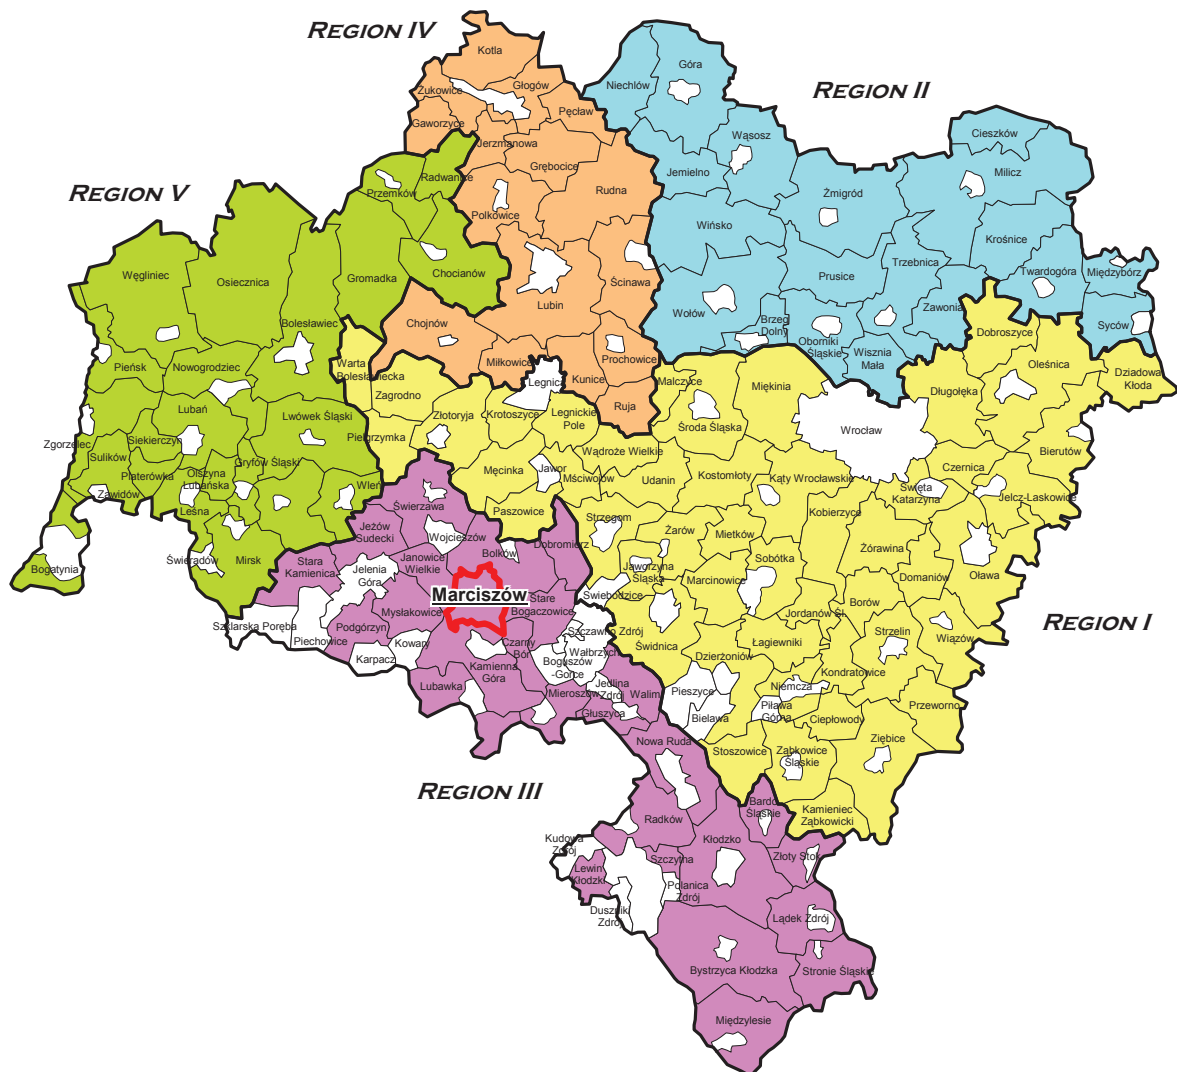 REGION IV
Kotla
Głogów
Żukowice
Pęcław
Gaworzyce
Jerzmanowa
Grębocice
Radwanice
Przemków
Rudna
Polkowice
Chocianów
Ścinawa
Lubin
Chojnów
Prochowice
Miłkowice
Kunice
Legnica
Ruja
REGION II
Niechlów
Góra
Wąsosz
Cieszków
Jemielno
Milicz
Żmigród
Wińsko
Krośnice
Trzebnica
Prusice
Twardogóra
Międzybórz
Wołów
Brzeg
Dolny
Zawonia
Oborniki
Śląskie
Wisznia
Mała
Syców
REGION V
Węgliniec
Osiecznica
Gromadka
Bolesławiec
Pieńsk
Nowogrodziec
Lubań
Lwówek Śląski
Zgorzelec
Siekierczyn
Sulików
Platerówka
Olszyna
Lubańska
Gryfów Śląski
Zawidów
Leśna
Wleń
Mirsk
Świeradów
Bogatynia
Warta
Bolesławiecka
Zagrodno
Złotoryja
Krotoszyce
Legnickie
Pole
Pielgrzymka
Wądroże Wielkie
Męcinka
Jawor
Mściwojów
Udanin
Paszowice
Malczyce
Miękinia
Środa Śląska
Wrocław
Kostomłoty
Kąty Wrocławskie
Dobroszyce
Oleśnica
Dziadowa
Kłoda
Długołęka
Bierutów
Czernica
Święta
Katarzyna
Jelcz-Laskowice
Kobierzyce
Strzegom
Żarów
Mietków
Sobótka
Żórawina
Jaworzyna
Śląska
Marcinowice
Domaniów
Oława
Świebodzice
Jordanów Śl.
Borów
Świdnica
Łagiewniki
Strzelin
Wiązów
Dzierżoniów
Kondratowice
Pieszyce
Niemcza
Bielawa
Piława
Górna
Ciepłowody
Przeworno
Stoszowice
Ząbkowice
Śląskie
Ziębice
Kamieniec
Ząbkowicki
REGION I
Świerzawa
Jeżów
Sudecki
Wojcieszów
Bolków
Dobromierz
Stara
Kamienica
Janowice
Wielkie
Jelenia
Góra
Marciszów
Stare
Bogaczowice
Mysłakowice
Szklarska Poręba
Piechowice
Podgórzyn
Kowary
Karpacz
Czarny
Bór
Szczawno Zdrój
Wałbrzych
Boguszów
-Gorce
Kamienna
Góra
Lubawka
Mieroszów
Jedlina
Zdrój
Walim
Głuszyca
Nowa Ruda
REGION III
Radków
Bardo
Śląskie
Kłodzko
Kudowa
Zdrój
Szczytna
Złoty Stok
Lewin
Kłodzki
Polanica
Zdrój
Duszniki
Zdrój
Lądek Zdrój
Bystrzyca Kłodzka
Stronie Śląskie
Międzylesie